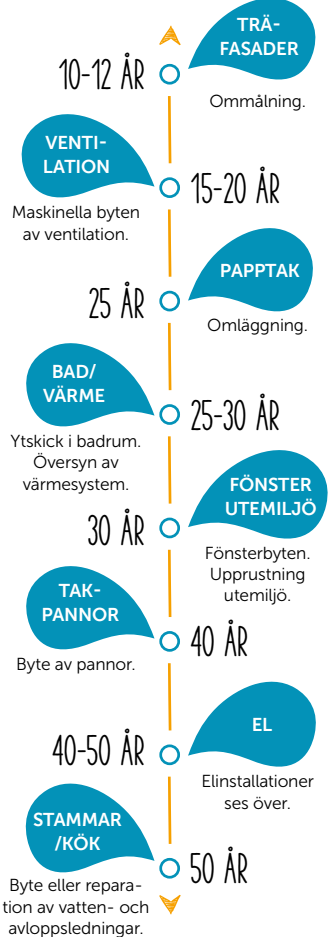 TRÄ-
FASADER
10-12 ÅR
Ommålning.
VENTI-
LATION
15-20 ÅR
Maskinella byten
av ventilation.
PAPPTAK
25 ÅR
Omläggning.
BAD/
VÄRME
25-30 ÅR
Ytskick i badrum.
Översyn av
värmesystem.
FÖNSTER
UTEMILJÖ
30 ÅR
Fönsterbyten.
Upprustning
utemiljö.
TAK-
PANNOR
40 ÅR
Byte av pannor.
EL
40-50 ÅR
Elinstallationer
ses över.
STAMMAR
/KÖK
50 ÅR
Byte eller repara-
tion av vatten- och
avloppsledningar.